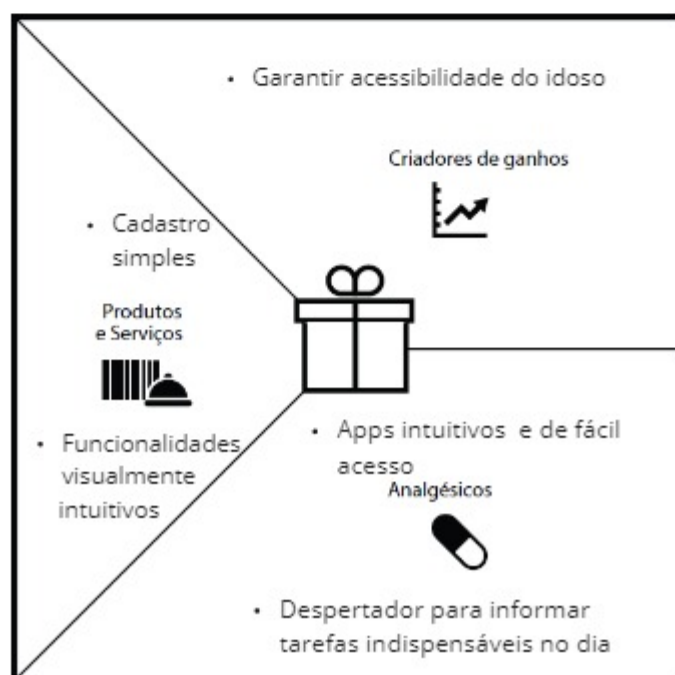 • Garantir acessibilidade do idoso
Criadores de ganhos
• Cadastro
simples
Produtos
e Serviços
• Funcionalidades
visualmente
intuitivos
• Apps intuitivos e de fácil
acesso
Analgésicos
• Despertador para informar
tarefas indispensáveis no dia